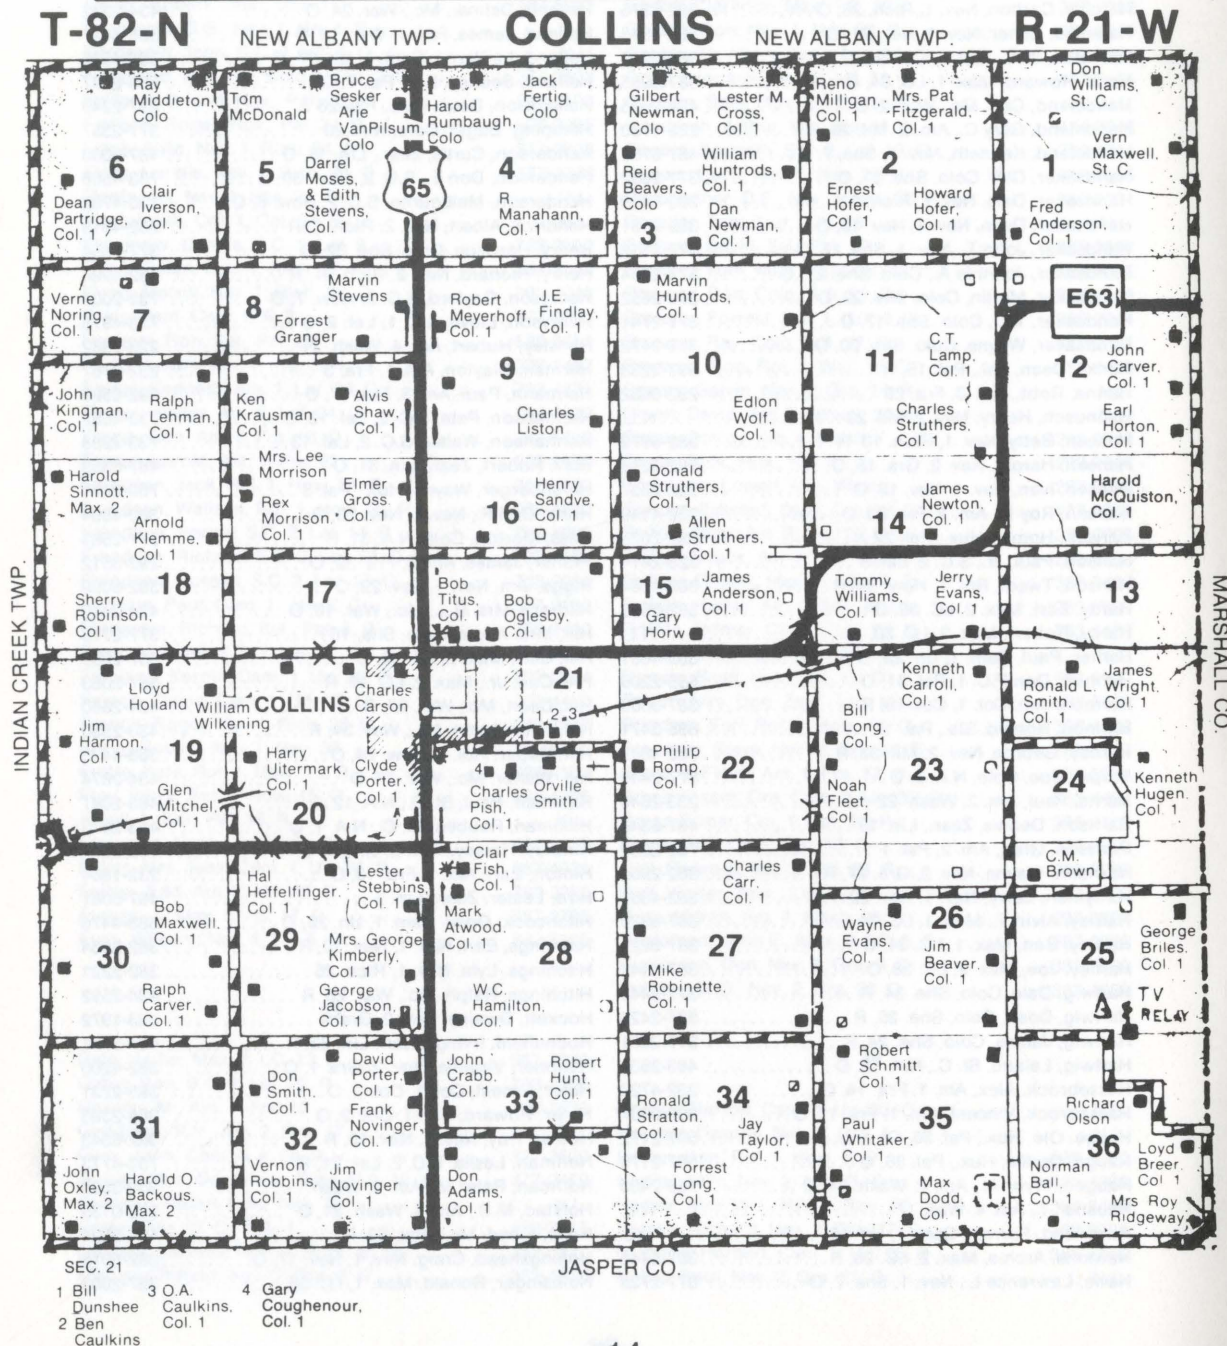 T-82-N
COLLINS
R-21-W
NEW ALBANY TWP.
NEW ALBANY TWP.
Ray
Middleton,
Colo
6
Dean
Partridge,
Col. 1
Clair
Iverson,
Col. 1
Tom
McDonald
Bruce
Sesker
Arie
VanPilsum,
Colo
5
Darrel
Moses,
& Edith
Stevens,
Col. 1
65
Harold
Rumbaugh,
Colo
Jack
Fertig,
Colo
4
R.
Manahann,
Col. 1
Gilbert
Newman,
Colo
Lester M.
Cross,
Col. 1
Reid
Beavers,
Colo
William
Huntrods,
Col. 1
3
Dan
Newman,
Col. 1
Reno
Milligan,
Col. 1
Mrs. Pat
Fitzgerald,
Col. 1
2
Ernest
Hofer,
Col. 1
Howard
Hofer,
Col. 1
Don
Williams,
St. C.
Vern
Maxwell,
St. C.
1
Fred
Anderson,
Col. 1
Verne
Noring,
Col. 1
7
8
Marvin
Stevens
Forrest
Granger
Robert
Meyerhoff,
Col. 1
J.E.
Findlay,
Col. 1
9
Charles
Liston
Marvin
Huntrods,
Col. 1
10
Edlon
Wolf,
Col. 1
11
C.T.
Lamp.
Col. 1
Charles
Struthers,
Col. 1
E63
12
John
Carver.
Col. 1
Earl
Horton.
Col. 1
John
Kingman,
Col. 1
Ralph
Lehman,
Col. 1
Ken
Krausman,
Col. 1
Alvis
Shaw,
Col. 1
Harold
Sinnott.
Max. 2
Arnold
Klemme.
Col. 1
Mrs. Lee
Morrison
Rex
Morrison.
Col. 1
Elmer
Gross,
Col. 1
Henry
Sandve,
Col. 1
16
Donald
Struthers,
Col. 1
Allen
Struthers,
Col. 1
James
Newton
Col. 1
14
Harold
McQuiston,
Col. 1
18
Sherry
Robinson,
Col. 1
17
Bob
Titus.
Col. 1
Bob
Oglesby.
Col. 1
15
Gary
Horw
James
Anderson,
Col. 1
Tommy
Williams,
Col. 1
Jerry
Evans,
Col. 1
13
INDIAN CREEK TWP.
MARSHALL CO.
Lloyd
Holland
William
Wilkening
COLLINS
Charles
Carson
21
1, 2, 3
Jim
Harmon,
Col. 1
19
Glen
Mitchel,
Col. 1
Harry
Uitermark,
Col. 1
20
Clyde
Porter.
Col. 1
4
Charles
Pish,
Col. 1
Orville
Smith
Phillip
Romp.
Col. 1
22
Bill
Long,
Col. 1
Kenneth
Carroll,
Col. 1
23
Noah
Fleet.
Col. 1
Ronald L.
Smith.
Col. 1
James
Wright.
Col. 1
24
Kenneth
Hugen,
Col. 1
C.M.
Brown
Bob
Maxwell.
Col. 1
30
Ralph
Carver.
Col. 1
Hal
Heffelfinger,
Col. 1
Lester
Stebbins,
Col. 1
29
Mrs. George
Kimberly.
Col. 1
George
Jacobson,
Col. 1
Clair
Fish,
Col. 1
Mark
Atwood,
Col. 1
28
W.C.
Hamilton,
Col. 1
Charles
Carr.
Col. 1
27
Mike
Robinette,
Col. 1
Wayne
Evans,
Col. 1
26
Jim
Beaver,
Col. 1
25
George
Briles.
Col. 1
TV
RELAY
31
John
Oxley,
Max. 2
Harold O.
Backous,
Max. 2
Don
Smith.
Col. 1
David
Porter,
Col. 1
Frank
Novinger
Col. 1
32
Vernon
Robbins,
Col. 1
Jim
Novinger
Col. 1
John
Crabb,
Col. 1
33
Robert
Hunt,
Col. 1
Don
Adams,
Col. 1
Ronald
Stratton,
Col. 1
34
Jay
Taylor,
Col. 1
Forrest
Long,
Col. 1
Robert
Schmitt.
Col. 1
35
Paul
Whitaker.
Col. 1
Max
Dodd.
Col. 1
Richard
Olson
36
Norman
Ball.
Col. 1
Loyd
Breer.
Col. 1
Mrs Roy
Ridgeway
JASPER CO.
SEC. 21
1 Bill
Dunshee
2 Ben
Caulkins
3 O.A.
Caulkins.
Col. 1
4 Gary
Coughenour,
Col. 1